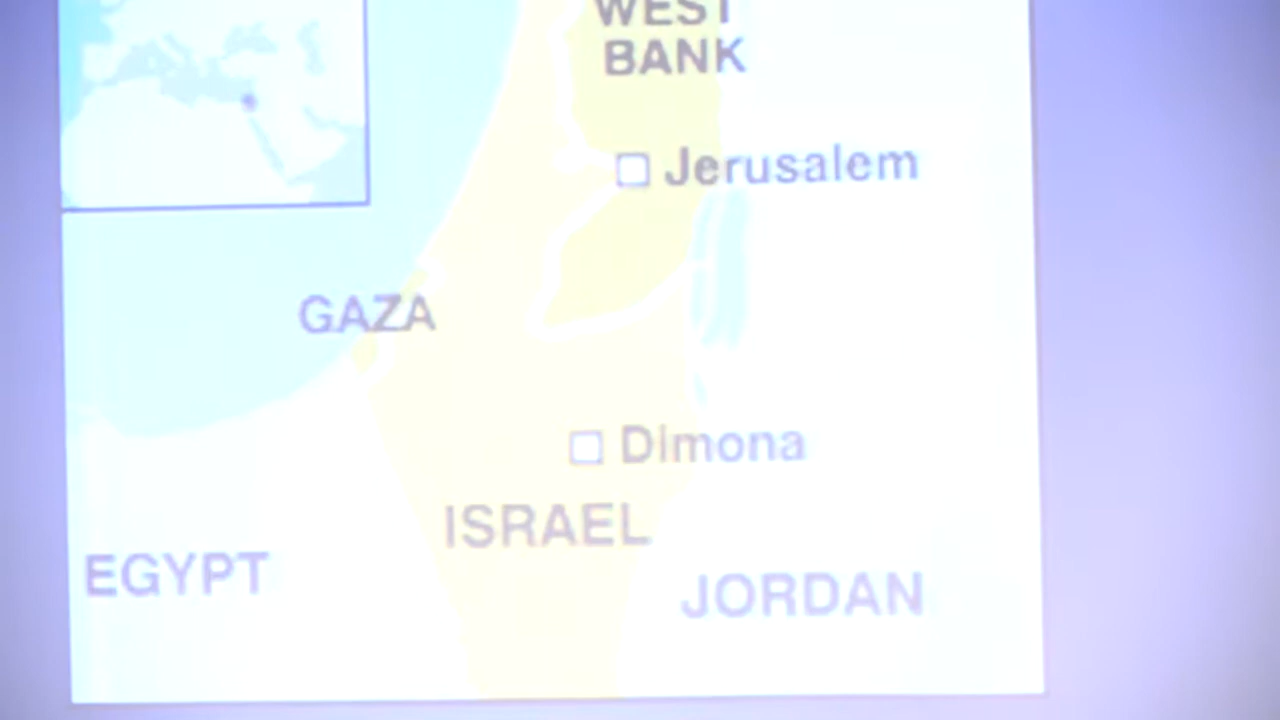 WEST
BANK
Jerusalem
GAZA
Dimona
ISRAEL
EGYPT
JORDAN